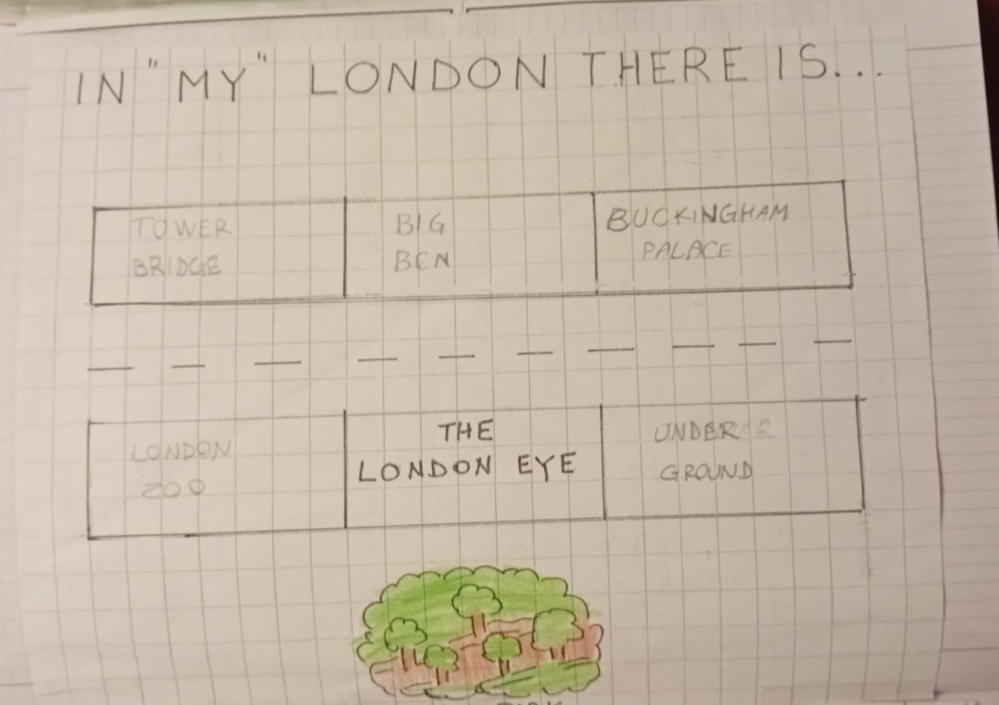 IN "MY" LONDON THERE IS...
TOWER
BRIDGE
BIG
BEN
BUCKINGHAM
PALACE
LONDON
ZOO
THE
LONDON EYE
UNDER
GROUND